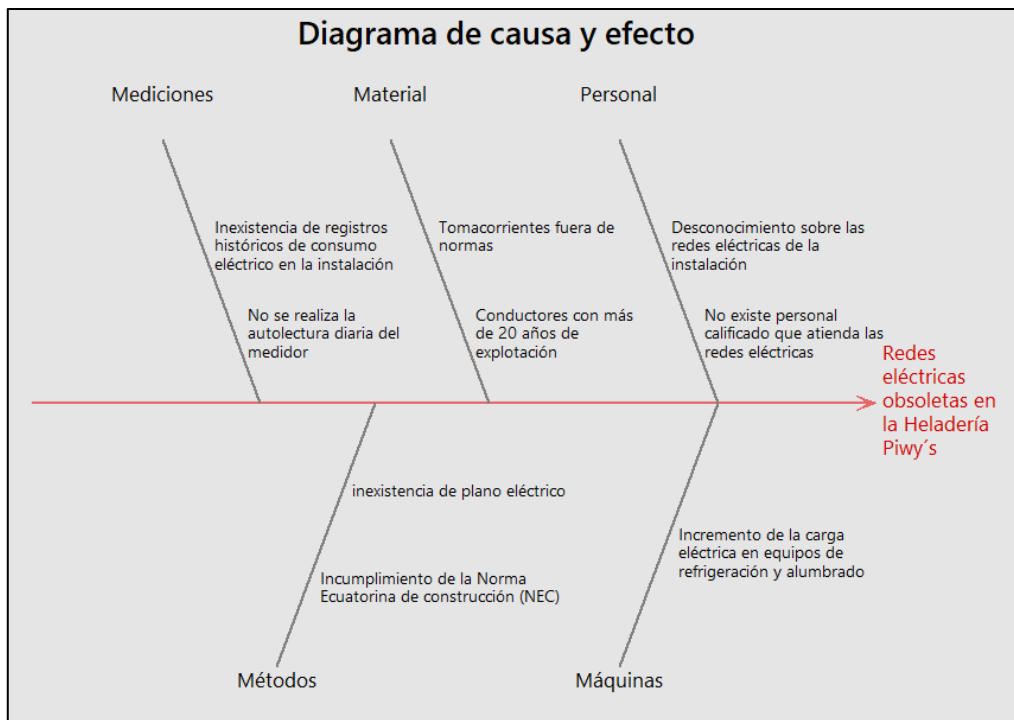 Diagrama de causa y efecto
Mediciones
Material
Personal
Inexistencia de registros
históricos de consumo
eléctrico en la instalación
No se realiza la
autolectura diaria del
medidor
Tomacorrientes fuera de
normas
Conductores con más
de 20 años de
explotación
Desconocimiento sobre las
redes eléctricas de la
instalación
No existe personal
calificado que atienda las
redes eléctricas
Redes
eléctricas
obsoletas en
la Heladería
Piwy´s
inexistencia de plano eléctrico
Incumplimiento de la Norma
Ecuatorina de construcción (NEC)
Incremento de la carga
eléctrica en equipos de
refrigeración y alumbrado
Métodos
Máquinas